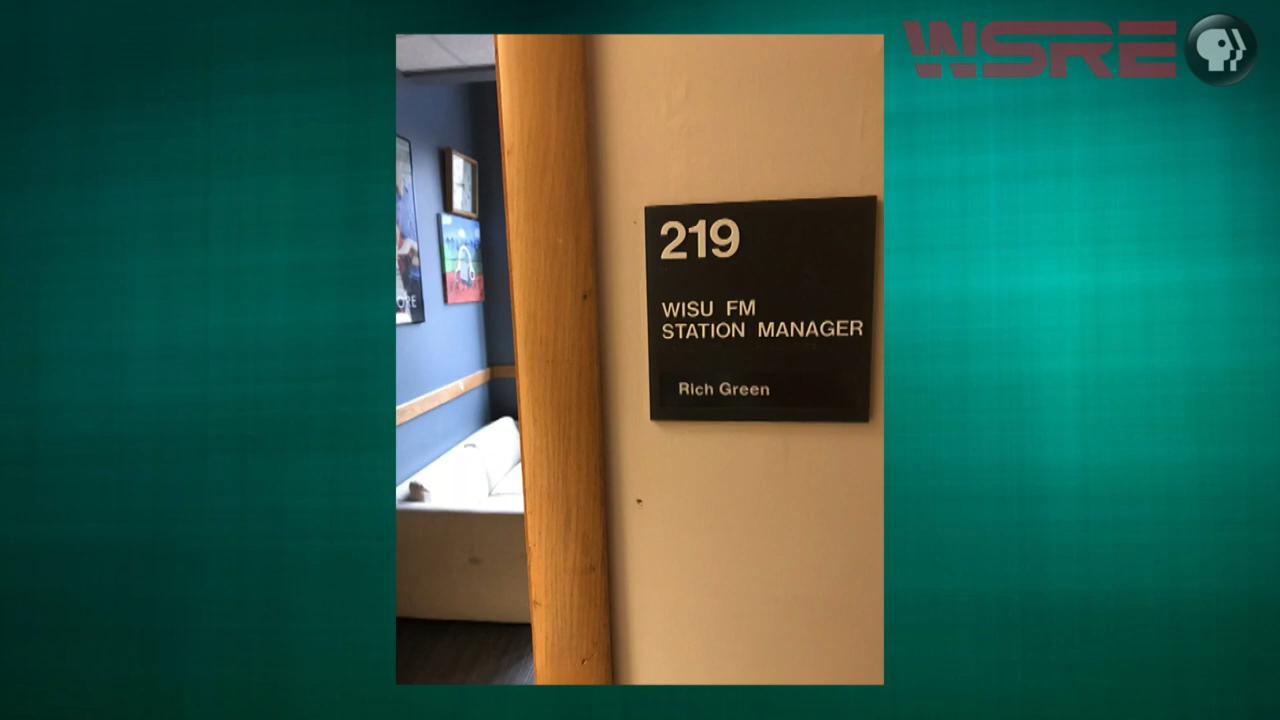 WSRE
219
WISU FM
STATION MANAGER
Rich Green
ORE